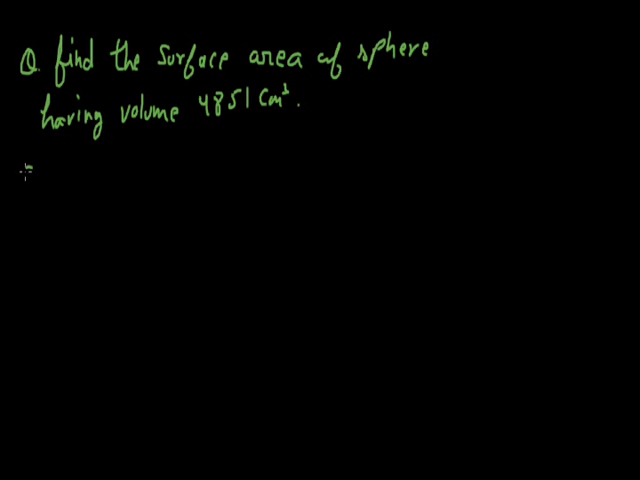 Q. find the surface area of sphere
having volume 4851 cm³.